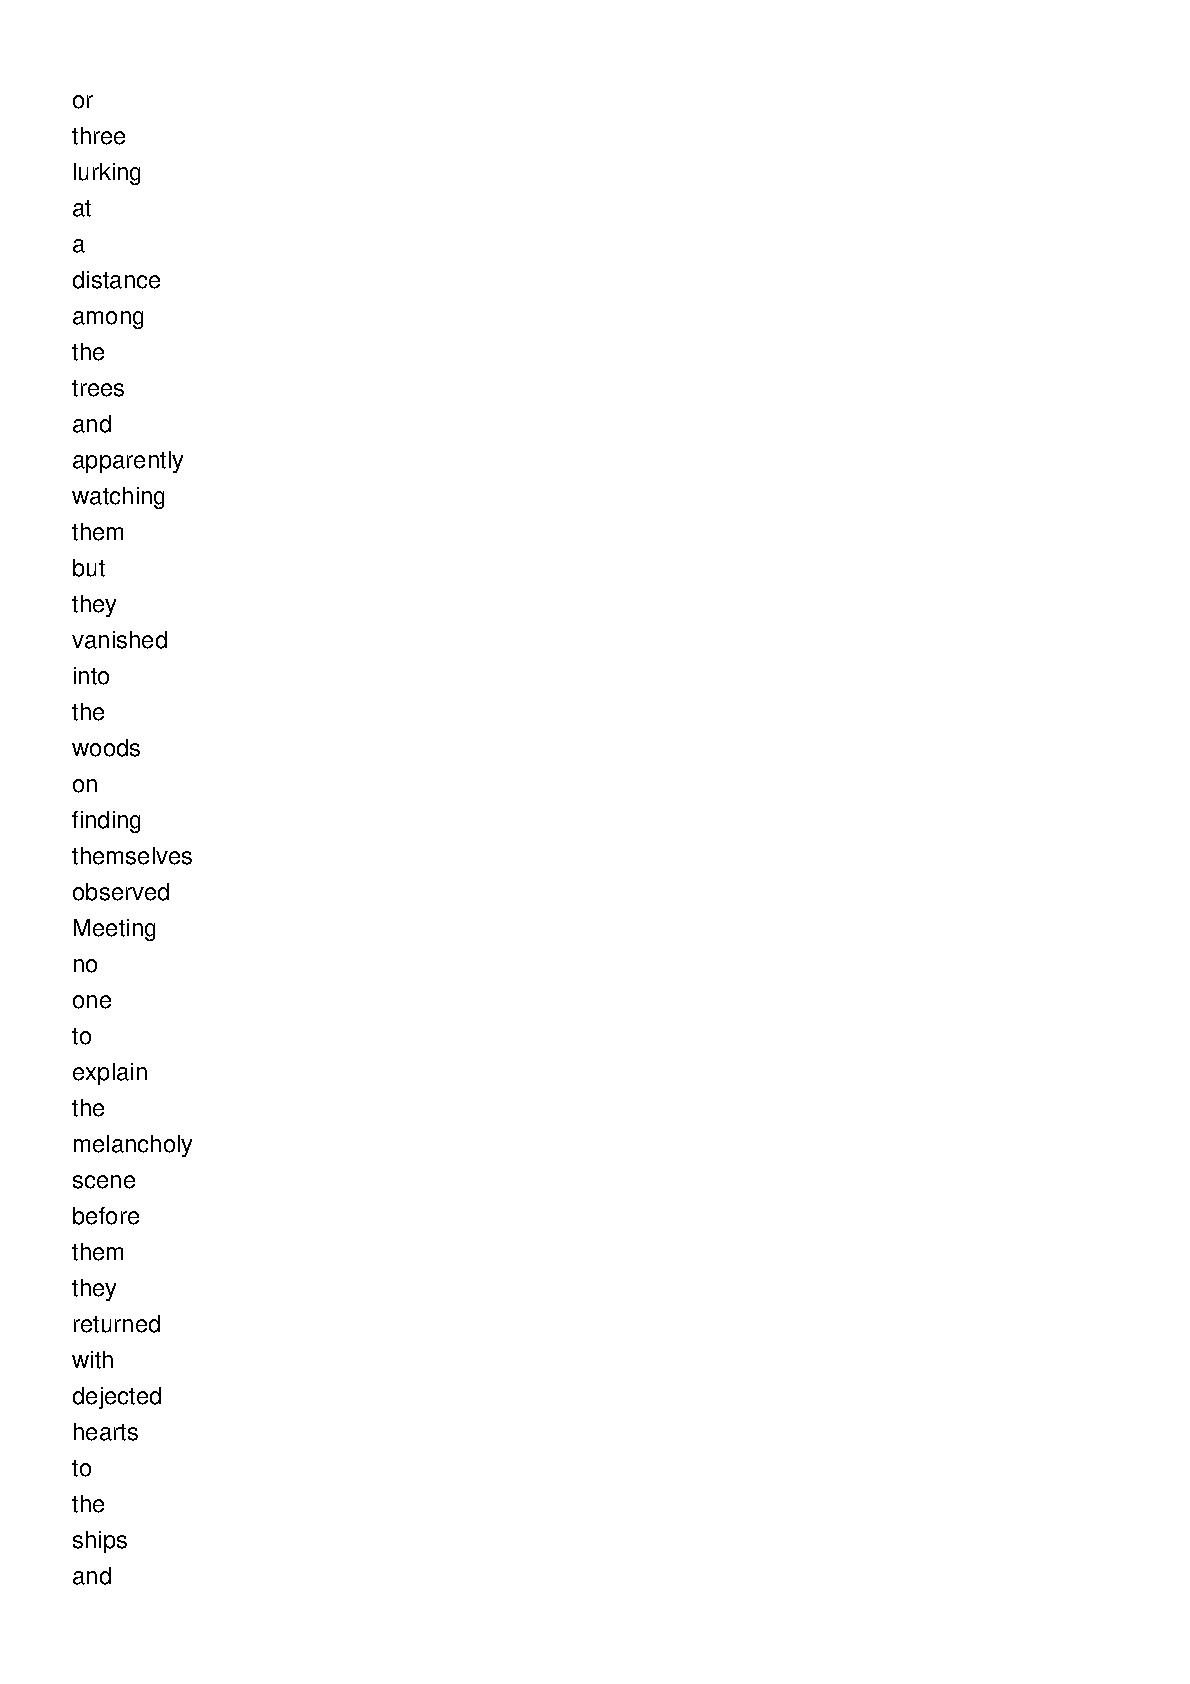 or
three
lurking
at
a
distance
among
the
trees
and
apparently
watching
them
but
they
vanished
into
the
woods
on
finding
themselves
observed
Meeting
no
one
to
explain
the
melancholy
scene
before
them
they
returned
with
dejected
hearts
to
the
ships
and